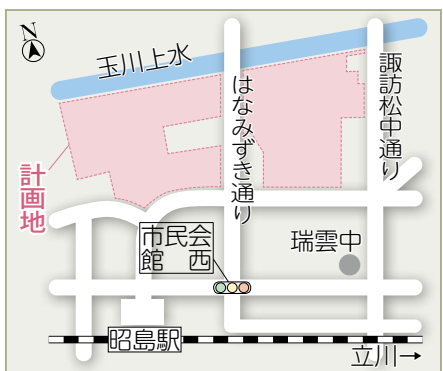 N
玉川上水
はなみずき通り
諏訪松中通り
計画地
市民会
館 西
瑞雲中
昭島駅
立川→